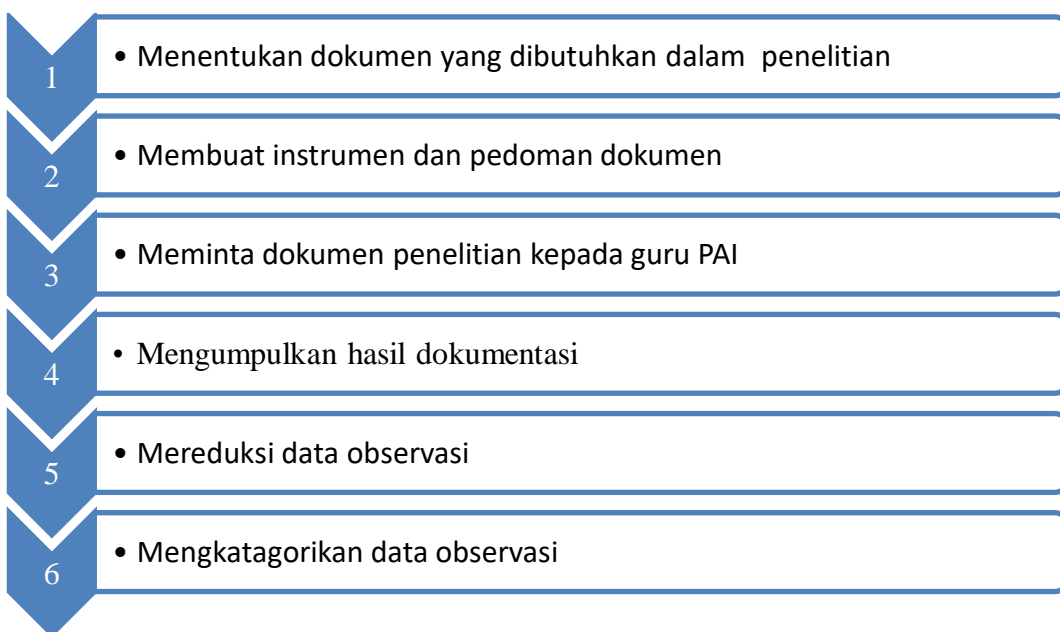 1
• Menentukan dokumen yang dibutuhkan dalam  penelitian
2
• Membuat instrumen dan pedoman dokumen
3
• Meminta dokumen penelitian kepada guru PAI
4
• Mengumpulkan hasil dokumentasi
5
• Mereduksi data observasi
6
• Mengkatagorikan data observasi